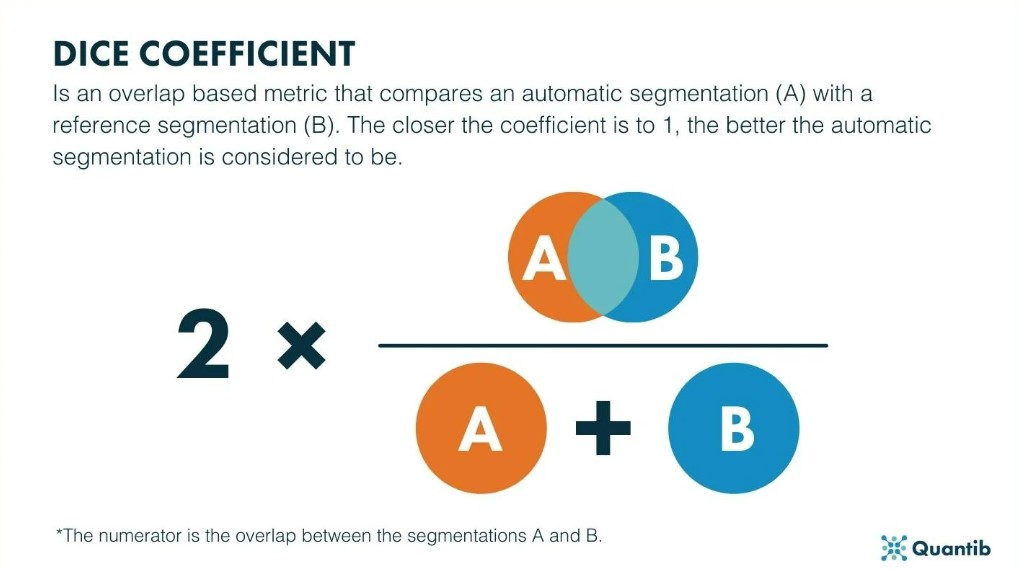 DICE COEFFICIENT
Is an overlap based metric that compares an automatic segmentation (A) with a
reference segmentation (B). The closer the coefficient is to 1, the better the automatic
segmentation is considered to be.
A B
2 ×
A + B
*The numerator is the overlap between the segmentations A and B.
Quantib